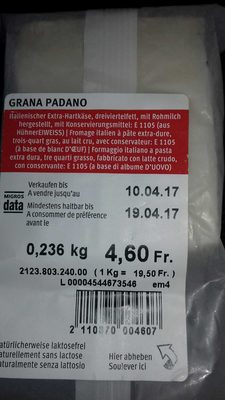 GRANA PADANO
Italienischer Extra-Hartkäse, dreiviertelfett, mit Rohmilch
hergestellt, mit Konservierungsmittel: E 1105 (aus
HühnerEIWEISS) | Fromage italien à pâte extra-dure,
trois-quart gras, au lait cru, avec conservateur: E 1105
(à base de blanc D'ŒUF) | Formaggio italiano a pasta
extra dura, tre quarti grasso, fabbricato con latte crudo,
con conservante: E 1105 (a base di albume D'UOVO)
Verkaufen bis
A vendre jusqu'au
10.04.17
MIGROS
data
Mindestens haltbar bis
A consommer de préférence
avant le
19.04.17
0,236 kg 4,60 Fr.
2123.803.240.00 ( 1 Kg = 19,50 Fr.)
L 00004544673546 em4
2 110370 004607
natürlicherweise laktosefrei
naturellement sans lactose
naturalmente senza lattosio
Hier abheben
Soulever ici